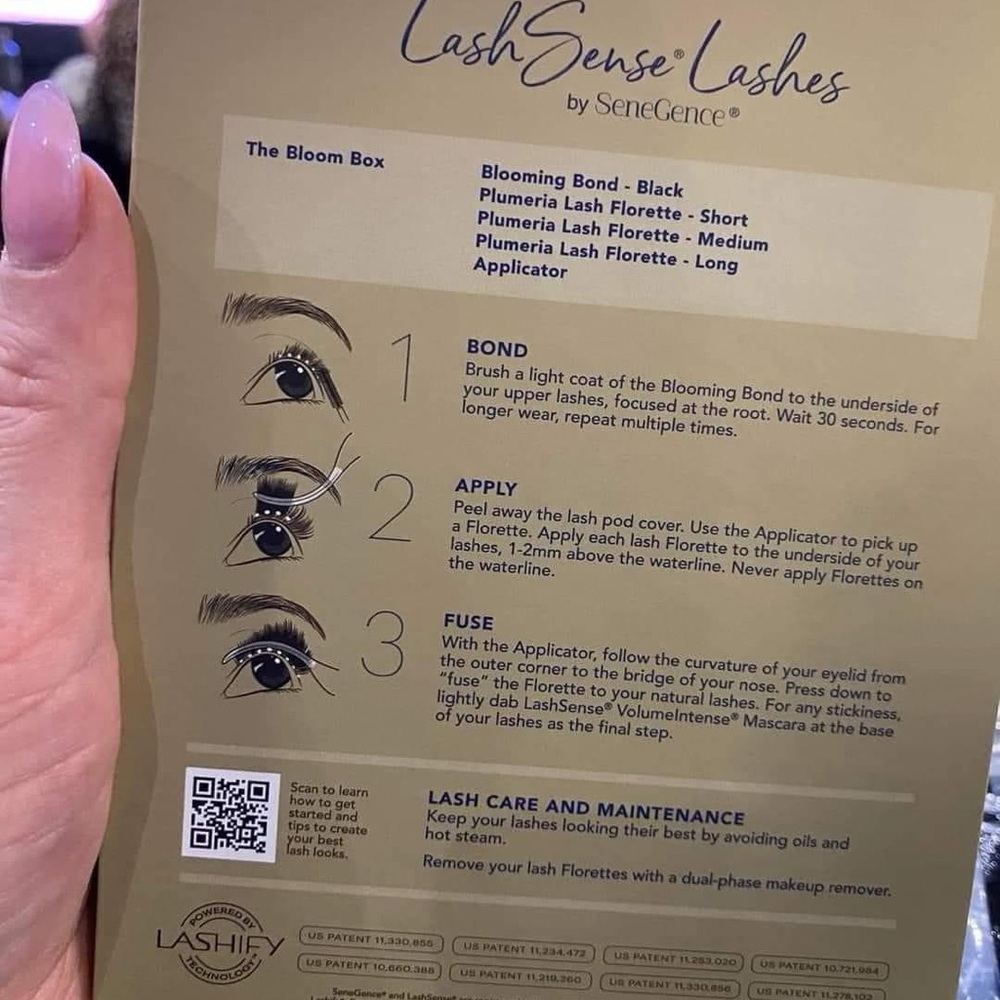 LashSense® Lashes
by SeneGence®
The Bloom Box
Blooming Bond - Black
Plumeria Lash Florette - Short
Plumeria Lash Florette - Medium
Plumeria Lash Florette - Long
Applicator
1
BOND
Brush a light coat of the Blooming Bond to the underside of
your upper lashes, focused at the root. Wait 30 seconds. For
longer wear, repeat multiple times.
2
APPLY
Peel away the lash pod cover. Use the Applicator to pick up
a Florette. Apply each lash Florette to the underside of your
lashes, 1-2mm above the waterline. Never apply Florettes on
the waterline.
3
FUSE
With the Applicator, follow the curvature of your eyelid from
the outer corner to the bridge of your nose. Press down to
"fuse" the Florette to your natural lashes. For any stickiness,
lightly dab LashSense® VolumeIntense® Mascara at the base
of your lashes as the final step.
Scan to learn
how to get
started and
tips to create
your best
lash looks.
LASH CARE AND MAINTENANCE
Keep your lashes looking their best by avoiding oils and
hot steam.
Remove your lash Florettes with a dual-phase makeup remover.
POWERED BY
LASHIFY
TECHNOLOGY™
US PATENT 11,330,855
US PATENT 11,234,472
US PATENT 11,253,020
US PATENT 10,721,984
US PATENT 10,660,388
US PATENT 11,219,260
US PATENT 11,330,856
US PATENT 11,278,102
SeneGence® and LashSense®